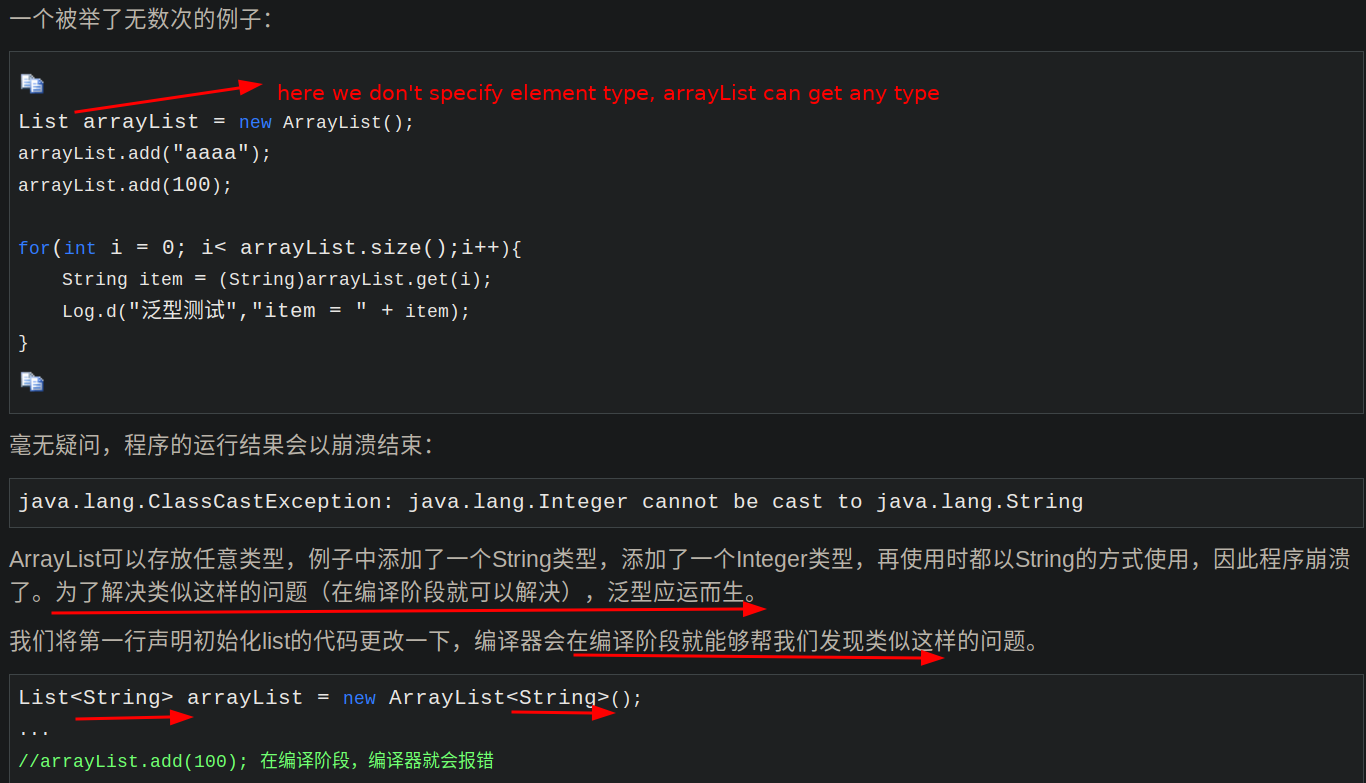 一个被举了无数次的例子：
here we don't specify element type, arrayList can get any type
List arrayList = new ArrayList();
arrayList.add("aaaa");
arrayList.add(100);
for(int i = 0; i< arrayList.size();i++){
    String item = (String)arrayList.get(i);
    Log.d("泛型测试","item = " + item);
}
毫无疑问，程序的运行结果会以崩溃结束：
java.lang.ClassCastException: java.lang.Integer cannot be cast to java.lang.String
ArrayList可以存放任意类型，例子中添加了一个String类型，添加了一个Integer类型，再使用时都以String的方式使用，因此程序崩溃
了。为了解决类似这样的问题（在编译阶段就可以解决），泛型应运而生。
我们将第一行声明初始化list的代码更改一下，编译器会在编译阶段就能够帮我们发现类似这样的问题。
List<String> arrayList = new ArrayList<String>();
...
//arrayList.add(100); 在编译阶段，编译器就会报错